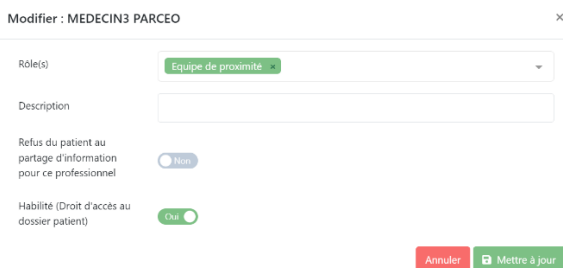 Modifier : MEDECIN3 PARCEO ×
Rôle(s)
Equipe de proximité ×
Description
Refus du patient au
partage d'information
pour ce professionnel
Non
Habilité (Droit d'accès au
dossier patient)
Oui
Annuler
Mettre à jour